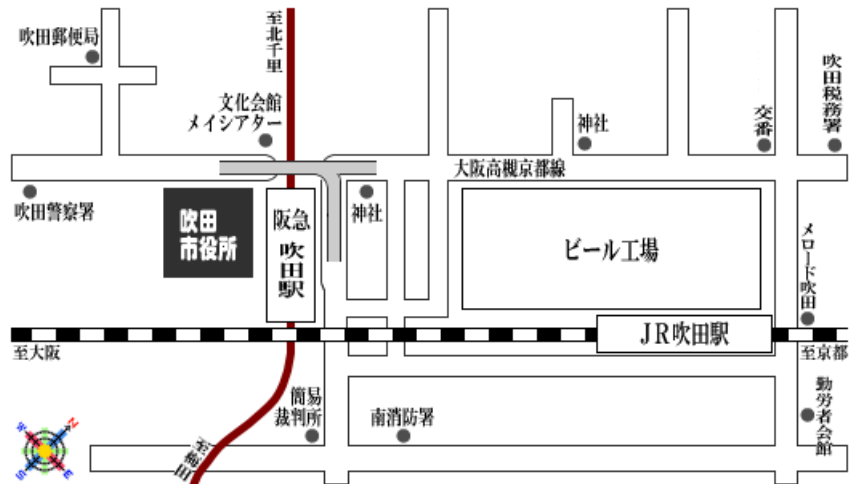 吹田郵便局
至北千里
文化会館
メイシアター
神社
交番
吹田税務署
大阪高槻京都線
吹田警察署
吹田
市役所
阪急
吹田駅
神社
ビール工場
メロード吹田
JR吹田駅
至大阪
至京都
簡易
裁判所
南消防署
勤労者会館
至梅田
N
W
S
E